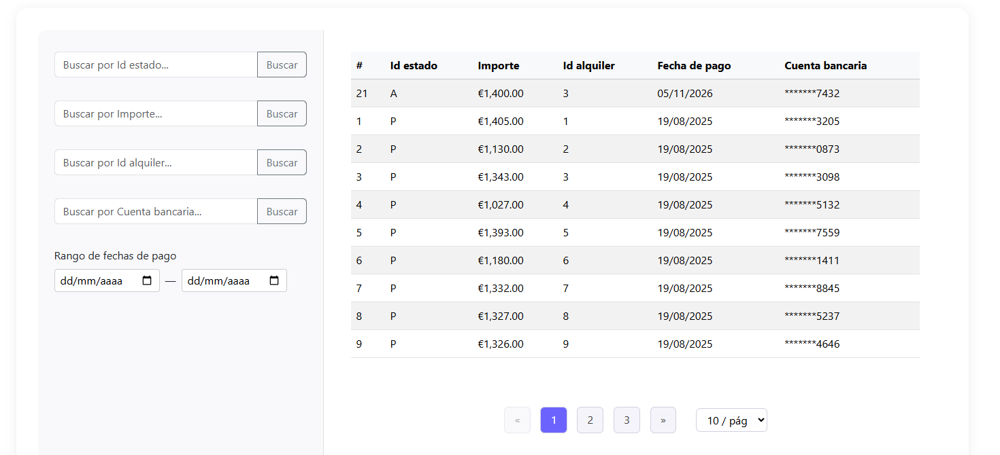 Buscar por Id estado... Buscar
Buscar por Importe... Buscar
Buscar por Id alquiler... Buscar
Buscar por Cuenta bancaria... Buscar
Rango de fechas de pago
dd/mm/aaaa — dd/mm/aaaa
# Id estado Importe Id alquiler Fecha de pago Cuenta bancaria
21 A €1,400.00 3 05/11/2026 *******7432
1 P €1,405.00 1 19/08/2025 *******3205
2 P €1,130.00 2 19/08/2025 *******0873
3 P €1,343.00 3 19/08/2025 *******3098
4 P €1,027.00 4 19/08/2025 *******5132
5 P €1,393.00 5 19/08/2025 *******7559
6 P €1,180.00 6 19/08/2025 *******1411
7 P €1,332.00 7 19/08/2025 *******8845
8 P €1,327.00 8 19/08/2025 *******5237
9 P €1,326.00 9 19/08/2025 *******4646
« 1 2 3 » 10 / pág